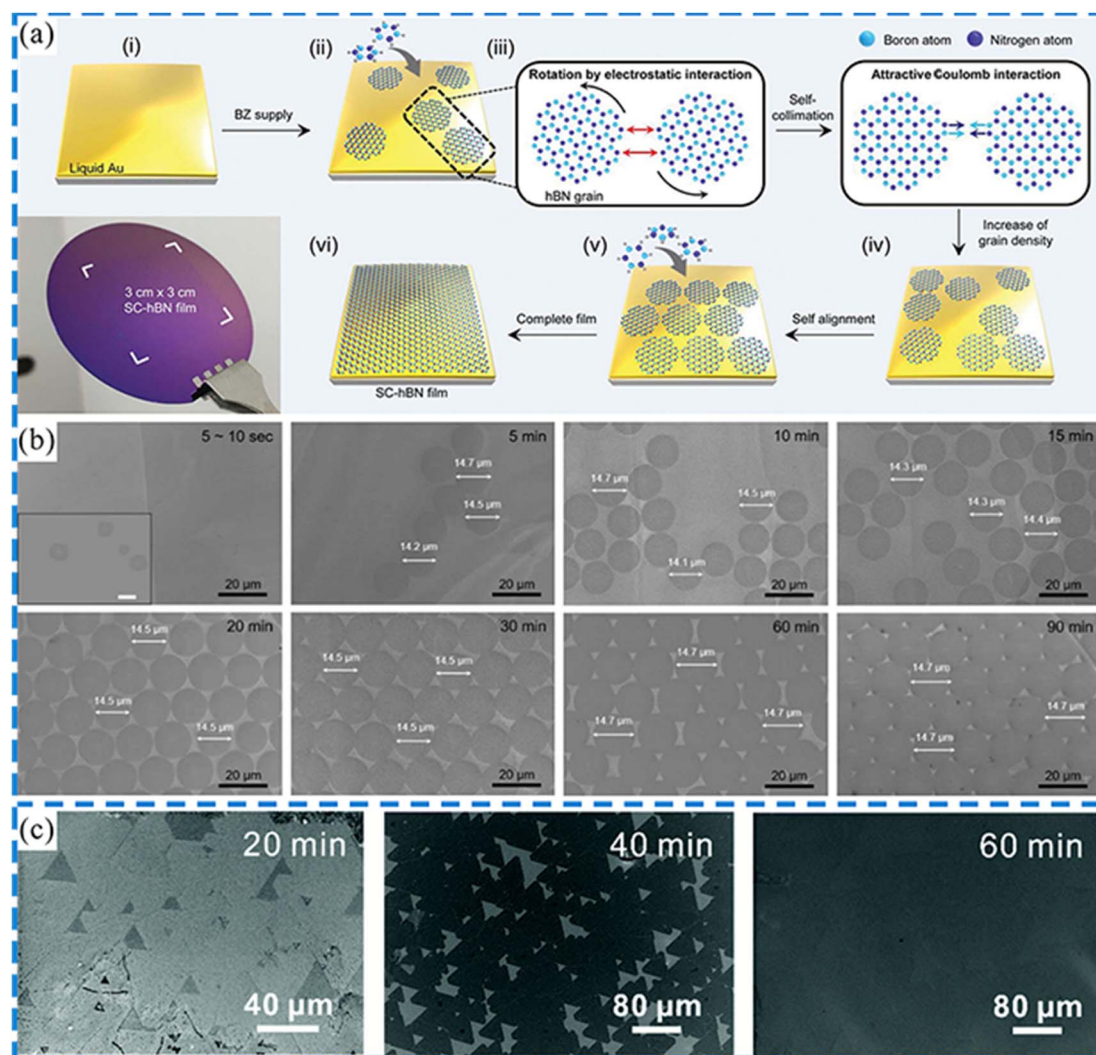 (a)
(i)
(ii)
(iii)
Boron atom
Nitrogen atom
Rotation by electrostatic interaction
Attractive Coulomb interaction
BZ supply
Self-
collimation
Liquid Au
hBN grain
Increase of
grain density
(vi)
(v)
(iv)
3 cm x 3 cm
SC-hBN film
Complete film
Self alignment
SC-hBN film
(b)
5 ~ 10 sec
20 μm
5 min
14.7 μm
14.5 μm
14.2 μm
20 μm
10 min
14.7 μm
14.5 μm
14.1 μm
20 μm
15 min
14.3 μm
14.3 μm
14.4 μm
20 μm
20 min
14.5 μm
14.5 μm
14.5 μm
20 μm
30 min
14.5 μm
14.5 μm
14.5 μm
20 μm
60 min
14.7 μm
14.7 μm
14.7 μm
20 μm
90 min
14.7 μm
14.7 μm
14.7 μm
20 μm
(c)
20 min
40 μm
40 min
80 μm
60 min
80 μm